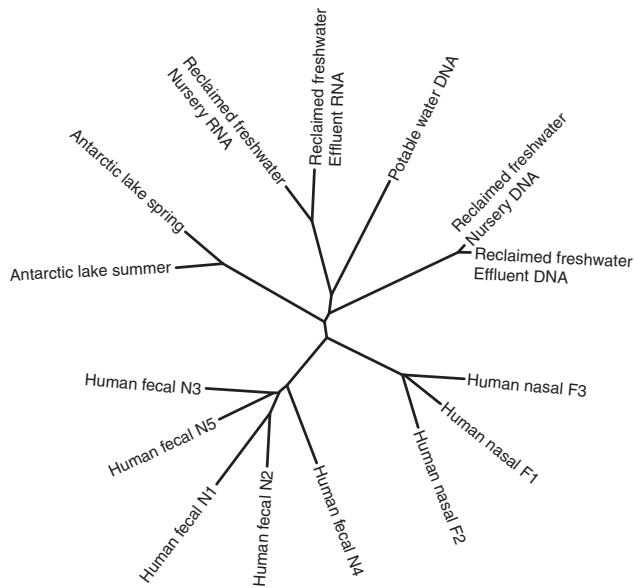 Reclaimed freshwater
Nursery RNA
Reclaimed freshwater
Effluent RNA
Potable water DNA
Reclaimed freshwater
Nursery DNA
Reclaimed freshwater
Effluent DNA
Antarctic lake spring
Antarctic lake summer
Human fecal N3
Human fecal N5
Human fecal N1
Human fecal N2
Human fecal N4
Human nasal F3
Human nasal F1
Human nasal F2